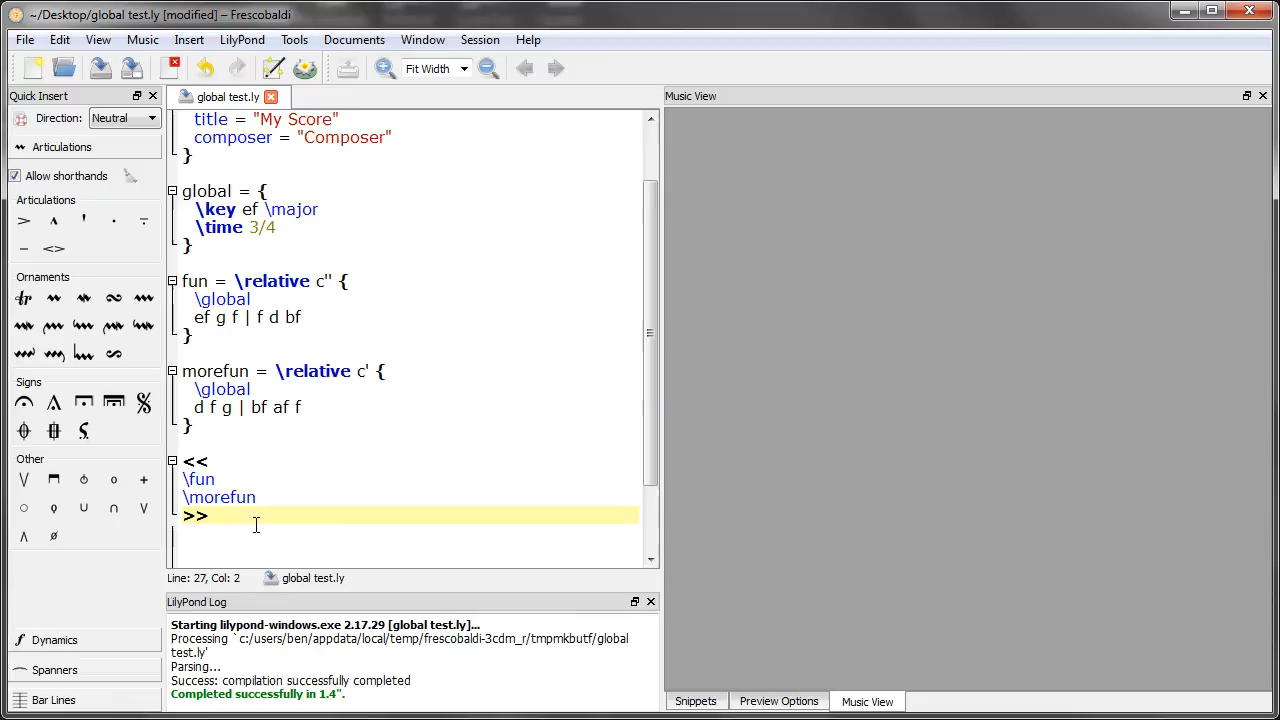 ~/Desktop/global test.ly [modified] – Frescobaldi
File Edit View Music Insert LilyPond Tools Documents Window Session Help
Fit Width
Quick Insert
Direction: Neutral
Articulations
Allow shorthands
Articulations
Ornaments
Signs
Other
Dynamics
Spanners
Bar Lines
global test.ly
title = "My Score"
composer = "Composer"
}
global = {
\key ef \major
\time 3/4
}
fun = \relative c'' {
\global
ef g f | f d bf
}
morefun = \relative c' {
\global
d f g | bf af f
}
<<
\fun
\morefun
>>
Line: 27, Col: 2
global test.ly
LilyPond Log
Starting lilypond-windows.exe 2.17.29 [global test.ly]...
Processing `c:/users/ben/appdata/local/temp/frescobaldi-3cdm_r/tmpmkbutf/global
test.ly'
Parsing...
Success: compilation successfully completed
Completed successfully in 1.4".
Music View
Snippets
Preview Options
Music View